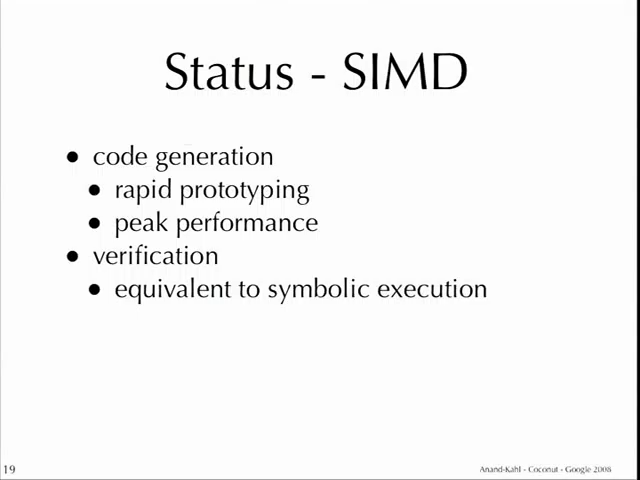 Status - SIMD
• code generation
• rapid prototyping
• peak performance
• verification
• equivalent to symbolic execution
19
Anand-Kahl - Coconut - Google 2008